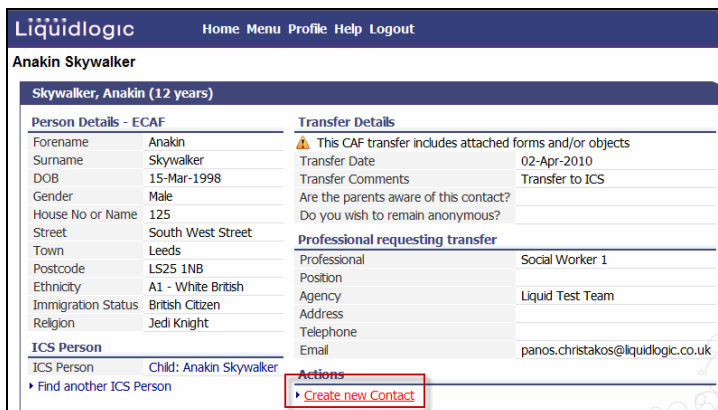 Liquidlogic Home Menu Profile Help Logout
Anakin Skywalker
Skywalker, Anakin (12 years)
Person Details - ECAF
Forename Anakin
Surname Skywalker
DOB 15-Mar-1998
Gender Male
House No or Name 125
Street South West Street
Town Leeds
Postcode LS25 1NB
Ethnicity A1 - White British
Immigration Status British Citizen
Religion Jedi Knight
ICS Person
ICS Person Child: Anakin Skywalker
Find another ICS Person
Transfer Details
This CAF transfer includes attached forms and/or objects
Transfer Date 02-Apr-2010
Transfer Comments Transfer to ICS
Are the parents aware of this contact?
Do you wish to remain anonymous?
Professional requesting transfer
Professional Social Worker 1
Position
Agency Liquid Test Team
Address
Telephone
Email panos.christakos@liquidlogic.co.uk
Actions
Create new Contact